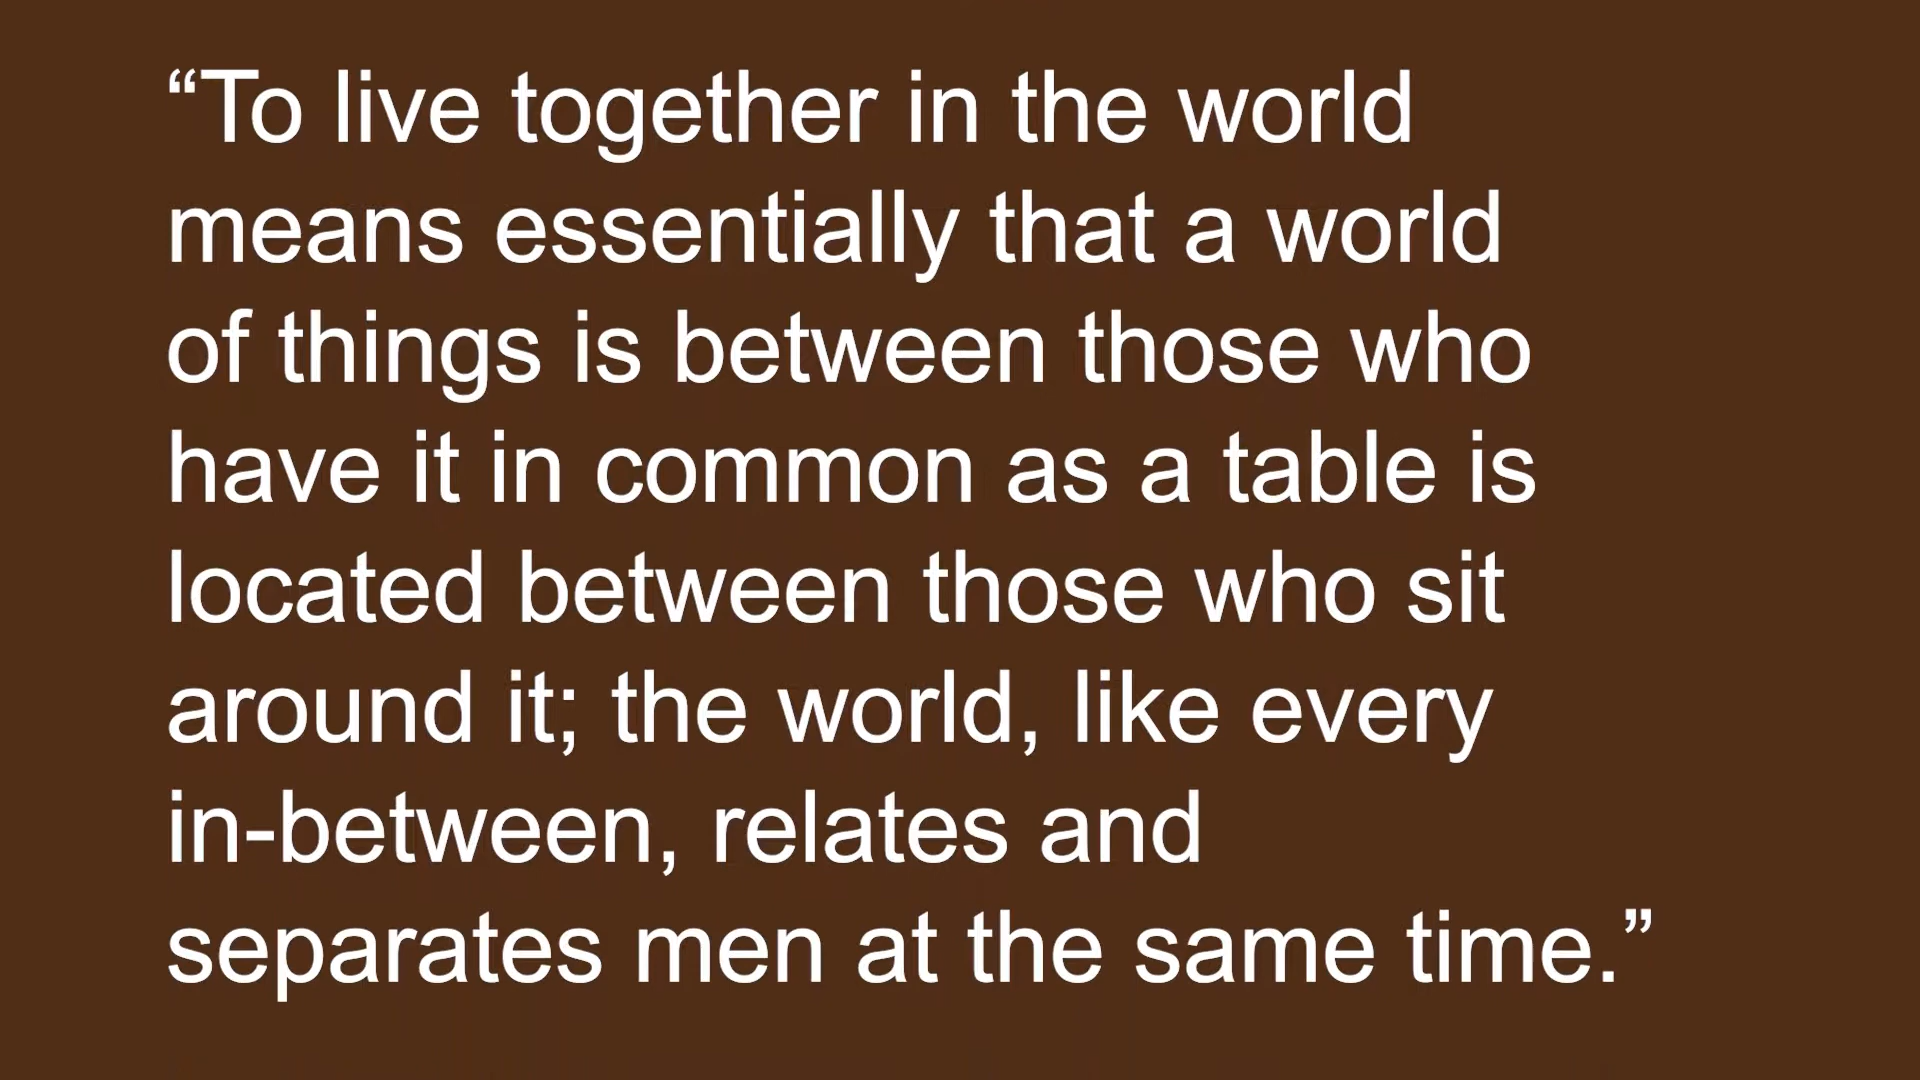 “To live together in the world
means essentially that a world
of things is between those who
have it in common as a table is
located between those who sit
around it; the world, like every
in-between, relates and
separates men at the same time.”